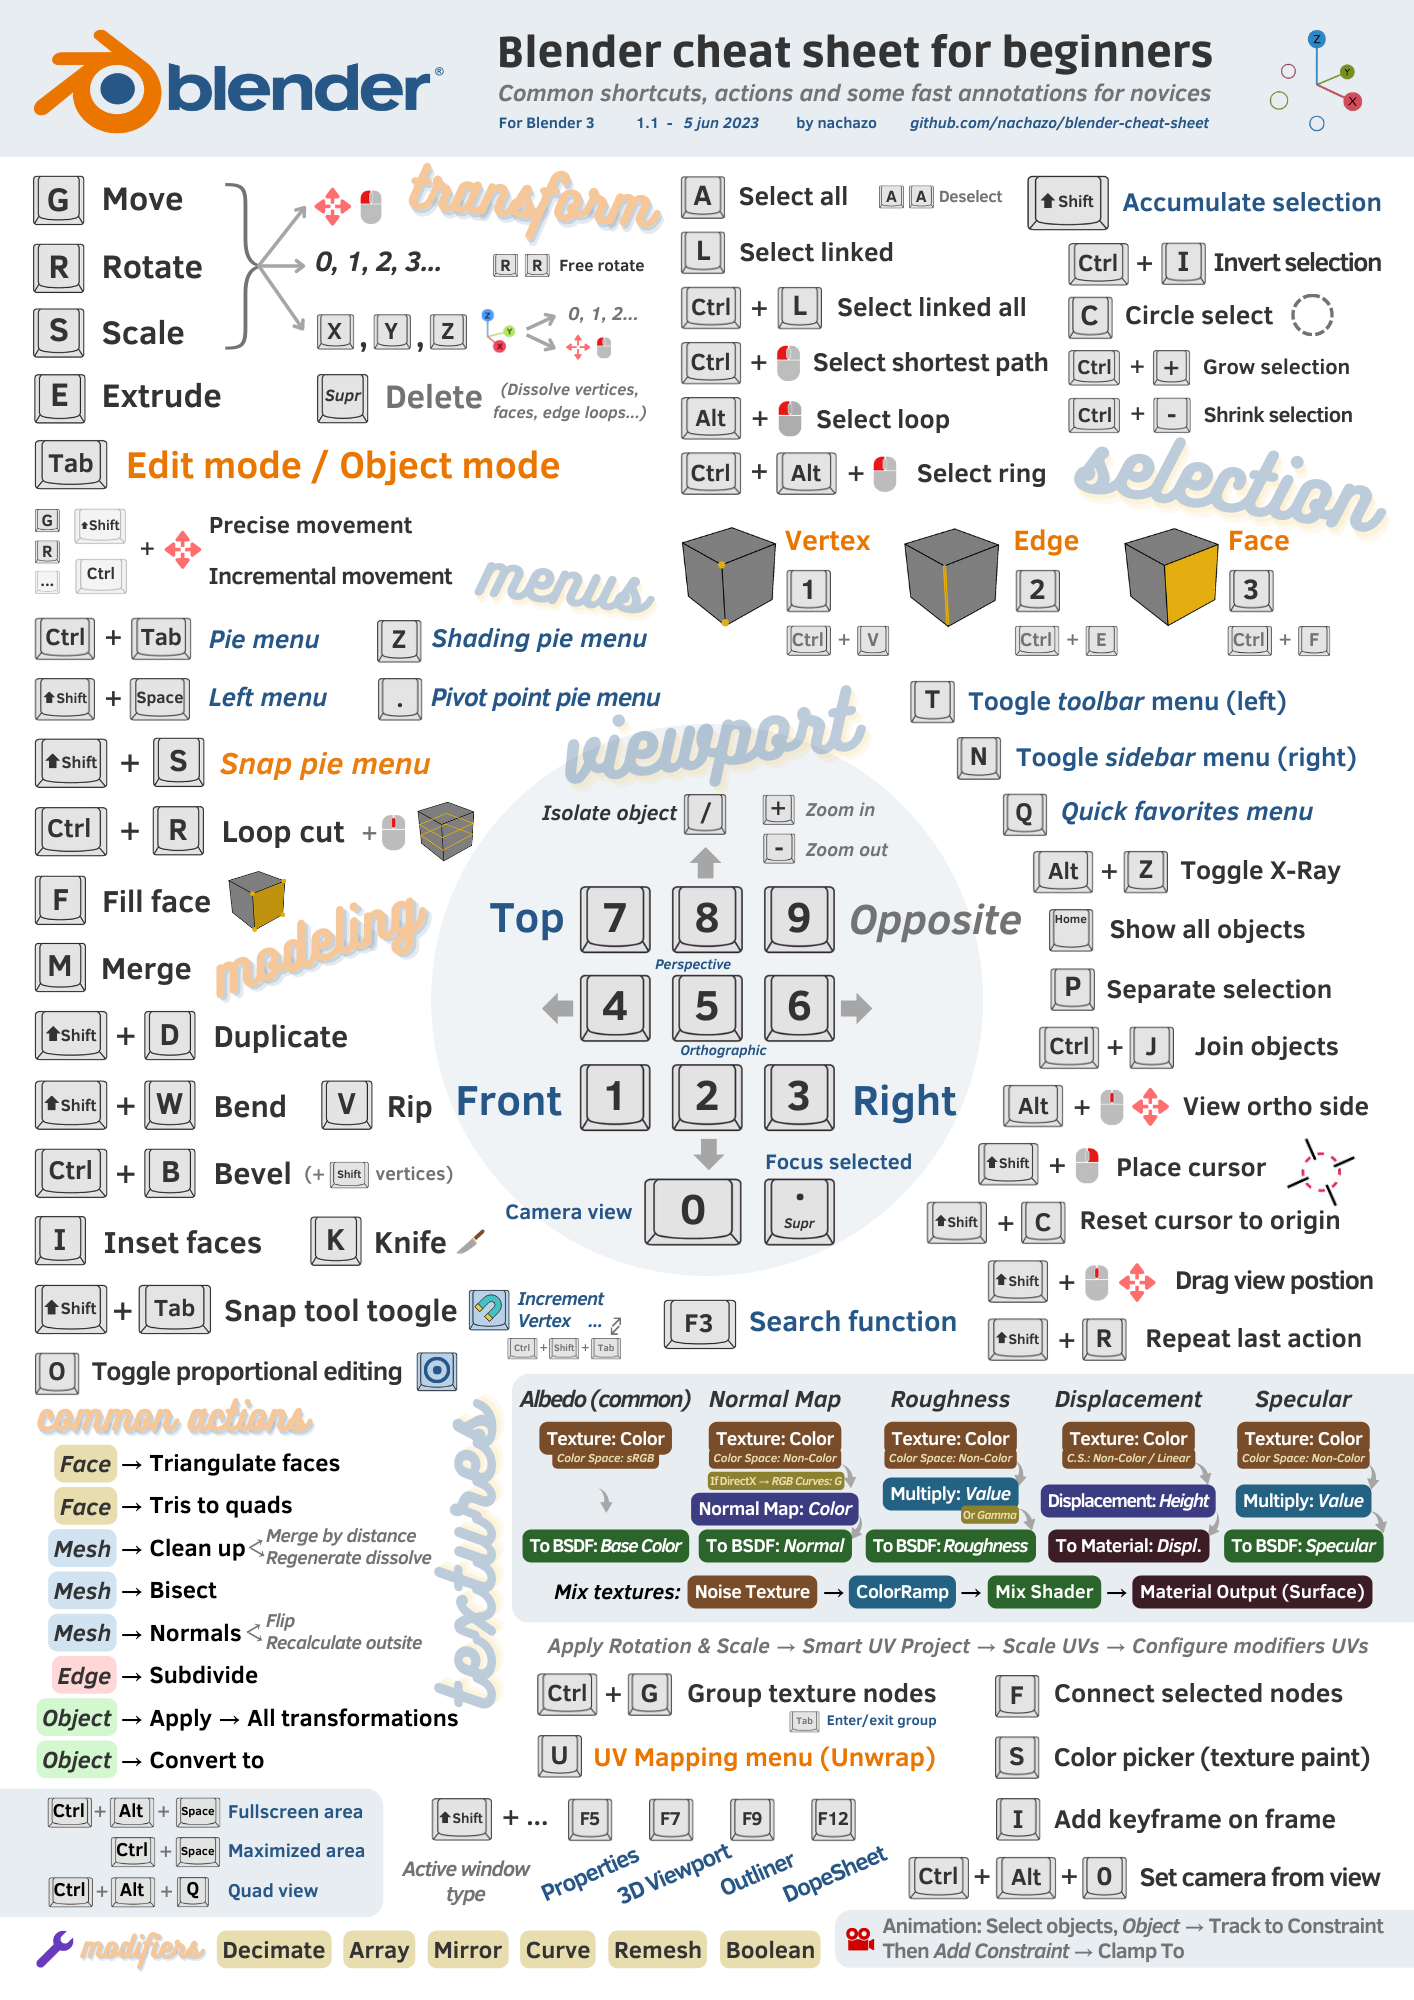 blender®
Blender cheat sheet for beginners
Common shortcuts, actions and some fast annotations for novices
For Blender 3 1.1 - 5 jun 2023 by nachazo github.com/nachazo/blender-cheat-sheet
Z
Y
X
transform
G Move
R Rotate
S Scale
0, 1, 2, 3...
R R Free rotate
X , Y , Z
Z
Y
X
0, 1, 2...
E Extrude
Supr Delete (Dissolve vertices,
faces, edge loops...)
Tab Edit mode / Object mode
G
R
...
Shift
Ctrl
+
Precise movement
Incremental movement
menus
Ctrl + Tab Pie menu
Z Shading pie menu
Shift + Space Left menu
. Pivot point pie menu
Shift + S Snap pie menu
Ctrl + R Loop cut +
F Fill face
modeling
M Merge
Shift + D Duplicate
Shift + W Bend
V Rip
Ctrl + B Bevel (+ Shift vertices)
I Inset faces
K Knife
Shift + Tab Snap tool toogle
Increment
Vertex ...
Ctrl + Shift + Tab
O Toggle proportional editing
A Select all
A A Deselect
Shift Accumulate selection
L Select linked
Ctrl + I Invert selection
Ctrl + L Select linked all
C Circle select
Ctrl + Select shortest path
Ctrl + + Grow selection
Alt + Select loop
Ctrl + - Shrink selection
Ctrl + Alt + Select ring
selection
Vertex
1
Ctrl + V
Edge
2
Ctrl + E
Face
3
Ctrl + F
viewport
Isolate object /
+ Zoom in
- Zoom out
Top 7 8 9 Opposite
Perspective
4 5 6
Orthographic
Front 1 2 3 Right
Focus selected
Camera view 0 . Supr
F3 Search function
T Toogle toolbar menu (left)
N Toogle sidebar menu (right)
Q Quick favorites menu
Alt + Z Toggle X-Ray
Home Show all objects
P Separate selection
Ctrl + J Join objects
Alt + View ortho side
Shift + Place cursor
Shift + C Reset cursor to origin
Shift + Drag view postion
Shift + R Repeat last action
common actions
Face → Triangulate faces
Face → Tris to quads
Mesh → Clean up
Merge by distance
Regenerate dissolve
Mesh → Bisect
Mesh → Normals
Flip
Recalculate outsite
Edge → Subdivide
Object → Apply → All transformations
Object → Convert to
textures
Albedo (common) Normal Map Roughness Displacement Specular
Texture: Color Texture: Color Texture: Color Texture: Color Texture: Color
Color Space: sRGB Color Space: Non-Color Color Space: Non-Color C.S.: Non-Color / Linear Color Space: Non-Color
If DirectX → RGB Curves: G
Normal Map: Color Multiply: Value Displacement: Height Multiply: Value
Or Gamma
To BSDF: Base Color To BSDF: Normal To BSDF: Roughness To Material: Displ. To BSDF: Specular
Mix textures: Noise Texture → ColorRamp → Mix Shader → Material Output (Surface)
Apply Rotation & Scale → Smart UV Project → Scale UVs → Configure modifiers UVs
Ctrl + G Group texture nodes
Tab Enter/exit group
F Connect selected nodes
U UV Mapping menu (Unwrap)
S Color picker (texture paint)
Ctrl + Alt + Space Fullscreen area
Ctrl + Space Maximized area
Ctrl + Alt + Q Quad view
Shift + ... F5 F7 F9 F12
Active window
type
Properties
3D Viewport
Outliner
DopeSheet
I Add keyframe on frame
Ctrl + Alt + 0 Set camera from view
modifiers Decimate Array Mirror Curve Remesh Boolean
Animation: Select objects, Object → Track to Constraint
Then Add Constraint → Clamp To